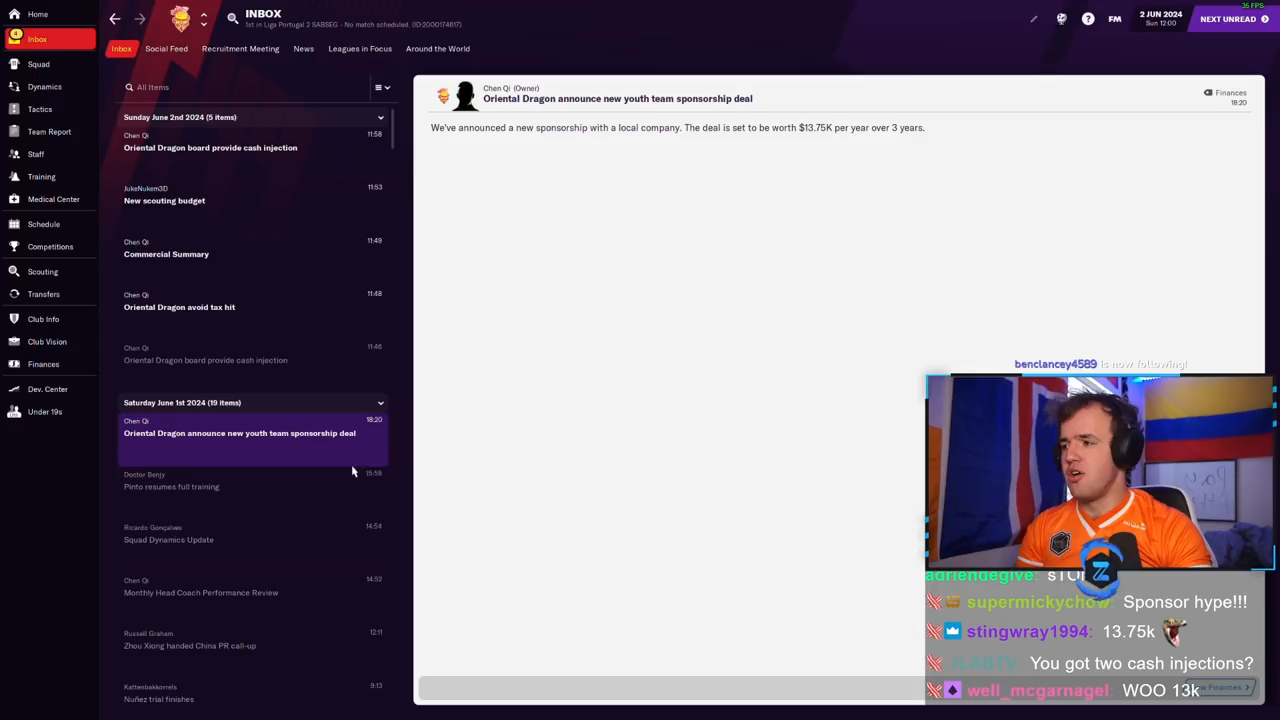 Home
4
Inbox
Squad
Dynamics
Tactics
Team Report
Staff
Training
Medical Center
Schedule
Competitions
Scouting
Transfers
Club Info
Club Vision
Finances
Dev. Center
Under 19s
INBOX
1st in Liga Portugal 2 SABSEG - No match scheduled. (ID:2000174617)
35 FPS
FM
2 JUN 2024
Sun 12:00
NEXT UNREAD
Inbox
Social Feed
Recruitment Meeting
News
Leagues in Focus
Around the World
All Items
Sunday June 2nd 2024 (5 items)
Chen Qi 11:58
Oriental Dragon board provide cash injection
JukeNukem3D 11:53
New scouting budget
Chen Qi 11:49
Commercial Summary
Chen Qi 11:48
Oriental Dragon avoid tax hit
Chen Qi 11:46
Oriental Dragon board provide cash injection
Saturday June 1st 2024 (19 items)
Chen Qi 18:20
Oriental Dragon announce new youth team sponsorship deal
Doctor Benjy 15:56
Pinto resumes full training
Ricardo Gonçalves 14:54
Squad Dynamics Update
Chen Qi 14:52
Monthly Head Coach Performance Review
Russell Graham 12:11
Zhou Xiong handed China PR call-up
Kattenbakkorrels 9:13
Nuñez trial finishes
Chen Qi (Owner)
Oriental Dragon announce new youth team sponsorship deal
Finances
18:20
We've announced a new sponsorship with a local company. The deal is set to be worth $13.75K per year over 3 years.
benclancey4589 is now following!
adriendegive:
supermickychow: Sponsor hype!!!
stingwray1994: 13.75k
JLABTV: You got two cash injections?
well_mcgarnagel: WOO 13k
Finances